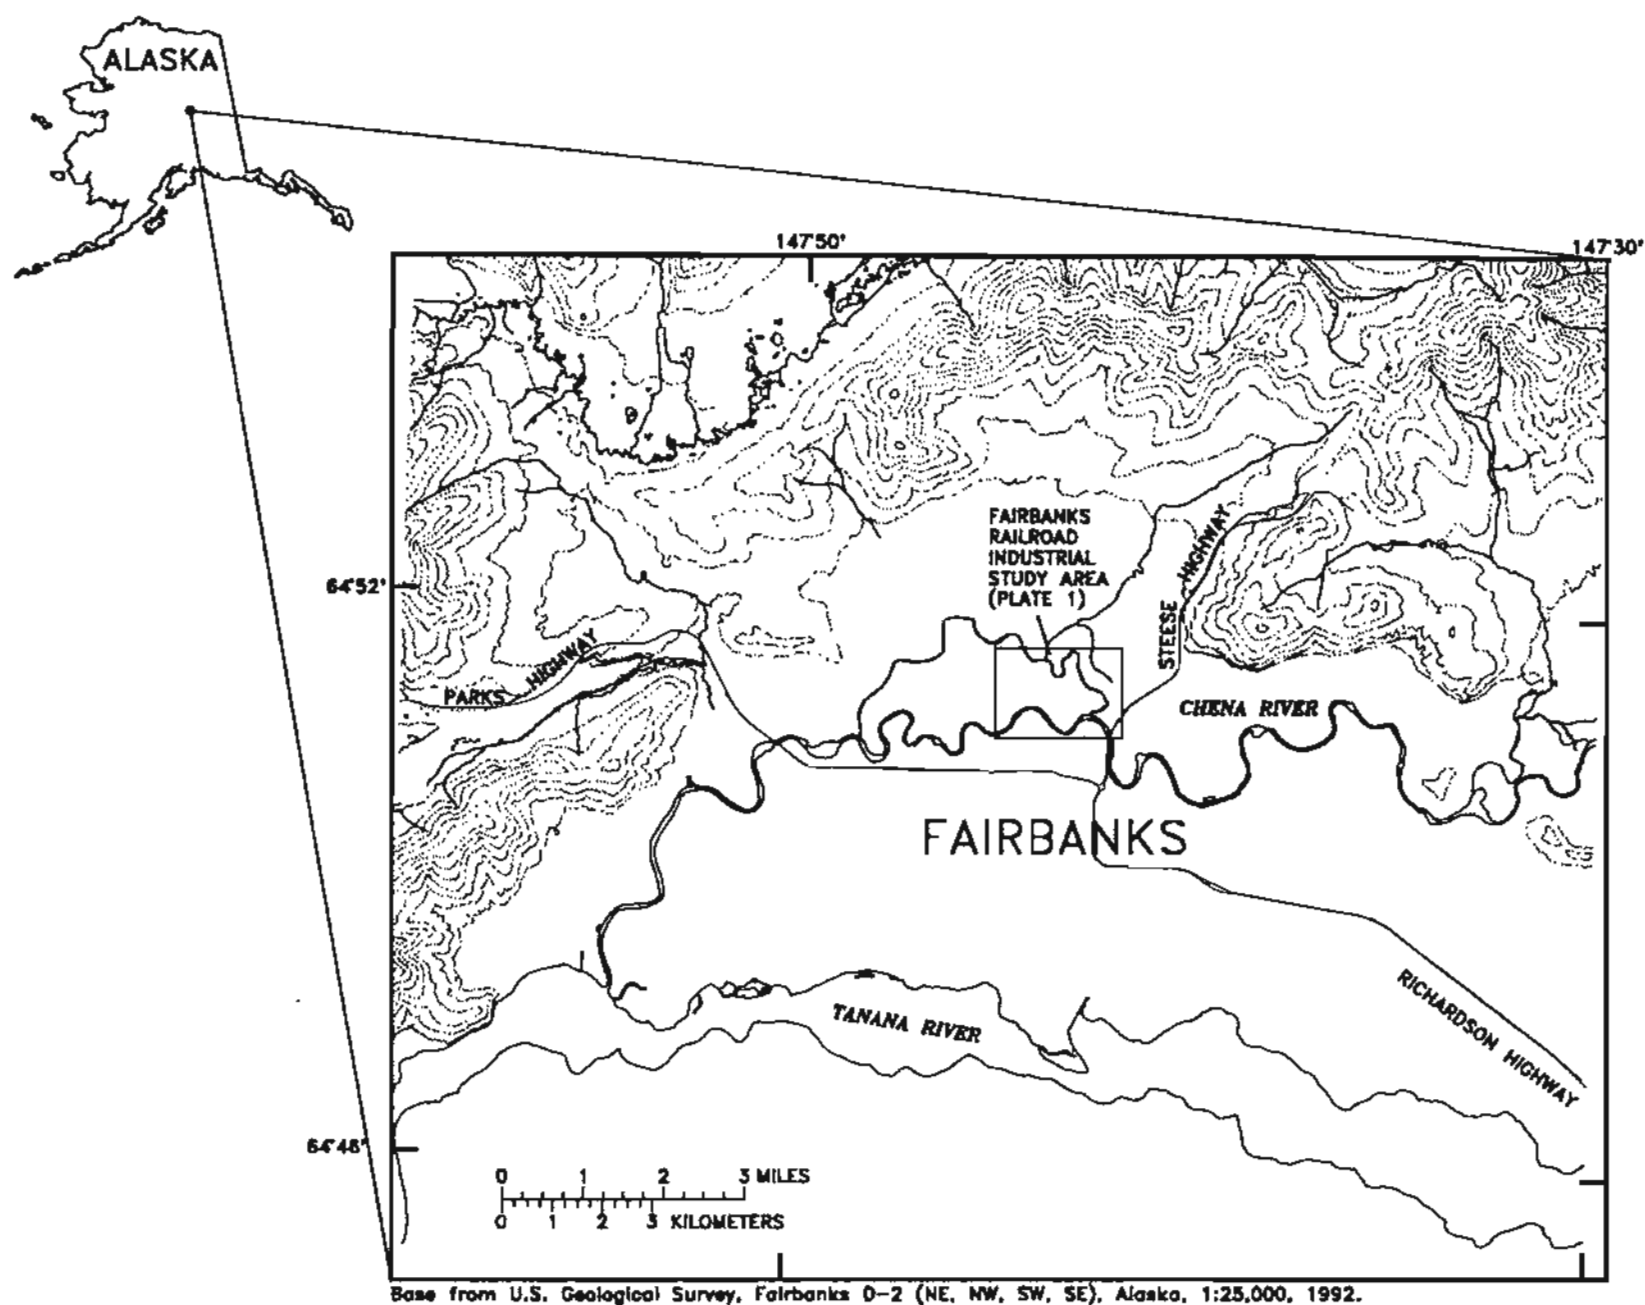 ALASKA
147°50'
147°30'
FAIRBANKS
RAILROAD
INDUSTRIAL
STUDY AREA
(PLATE 1)
STEESE HIGHWAY
64°52'
PARKS HIGHWAY
CHENA RIVER
FAIRBANKS
TANANA RIVER
RICHARDSON HIGHWAY
0 1 2 3 MILES
0 1 2 3 KILOMETERS
Base from U.S. Geological Survey, Fairbanks D-2 (NE, NW, SW, SE), Alaska, 1:25,000, 1992.